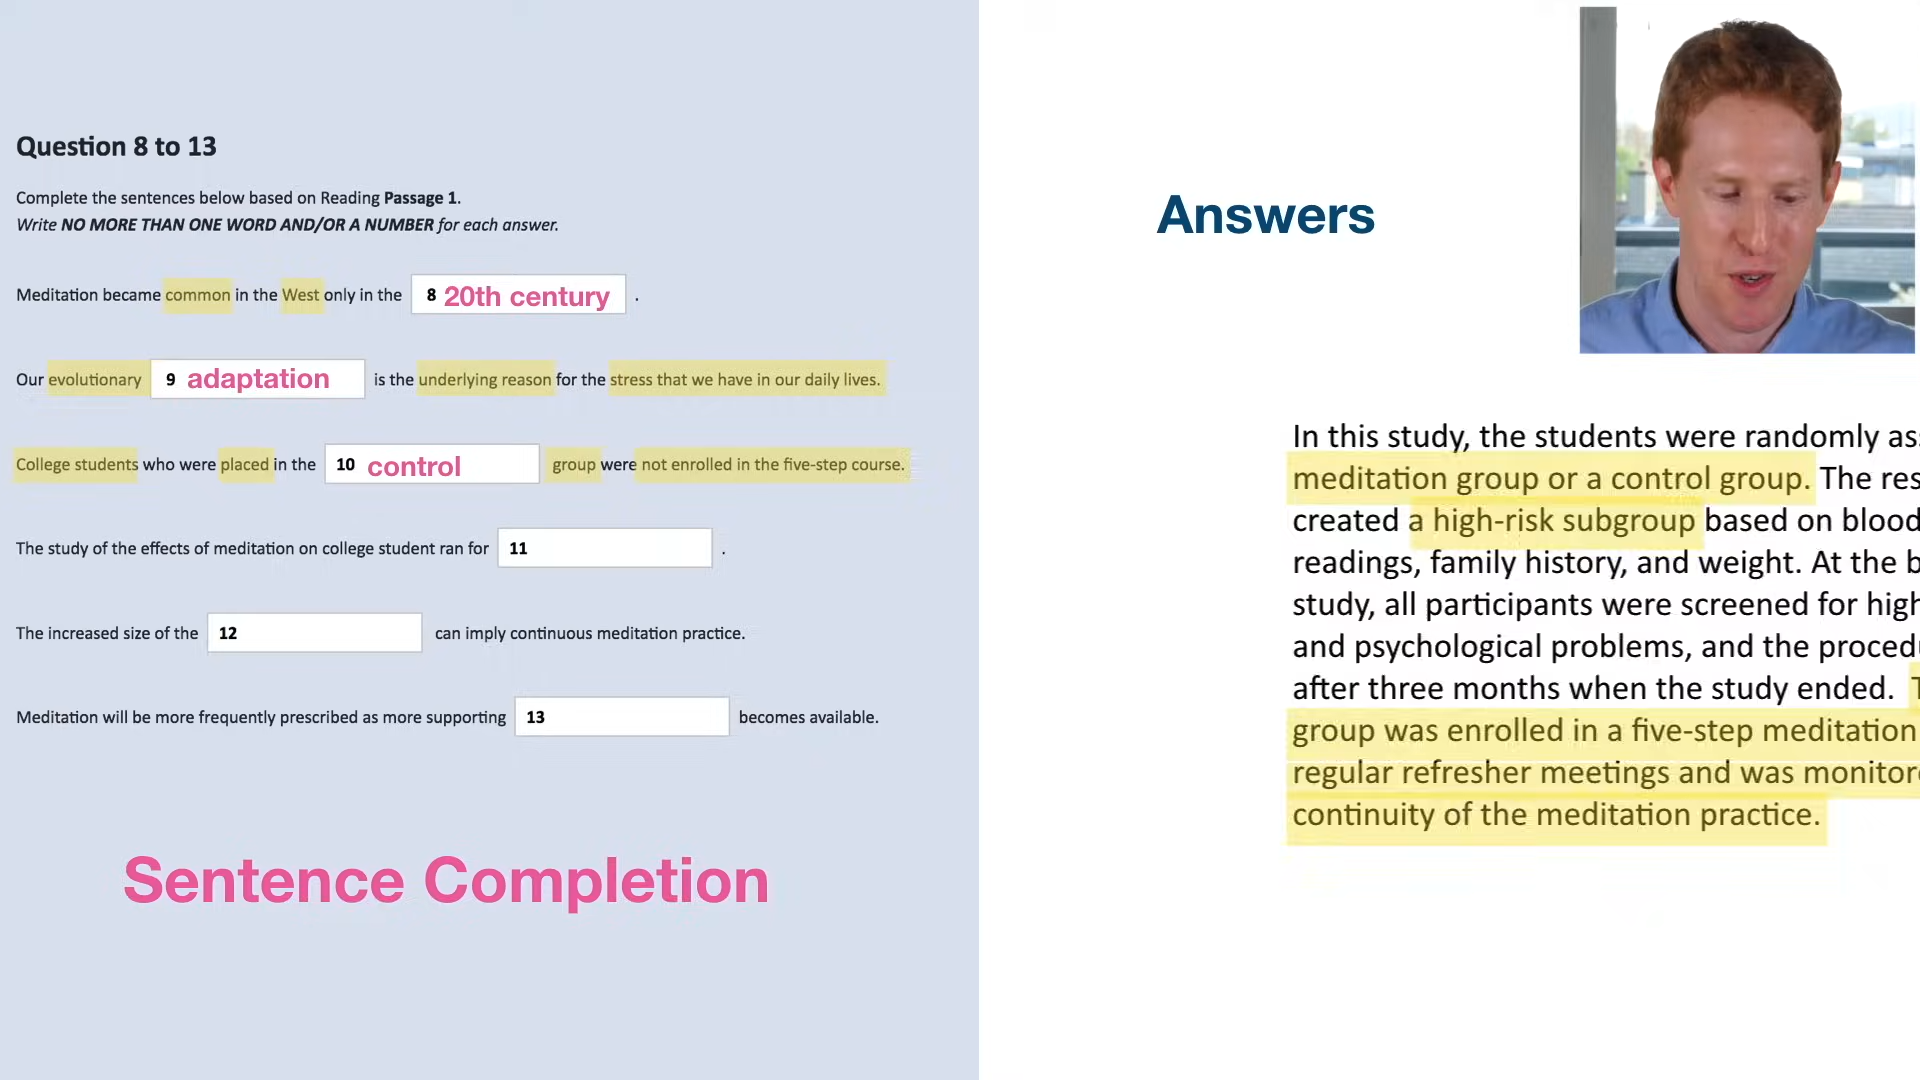 Question 8 to 13
Complete the sentences below based on Reading Passage 1.
Write NO MORE THAN ONE WORD AND/OR A NUMBER for each answer.
Meditation became common in the West only in the 8 20th century .
Our evolutionary 9 adaptation is the underlying reason for the stress that we have in our daily lives.
College students who were placed in the 10 control group were not enrolled in the five-step course.
The study of the effects of meditation on college student ran for 11 .
The increased size of the 12 can imply continuous meditation practice.
Meditation will be more frequently prescribed as more supporting 13 becomes available.
Sentence Completion
Answers
In this study, the students were randomly as
meditation group or a control group. The res
created a high-risk subgroup based on blood
readings, family history, and weight. At the b
study, all participants were screened for high
and psychological problems, and the proced
after three months when the study ended. T
group was enrolled in a five-step meditation
regular refresher meetings and was monitor
continuity of the meditation practice.